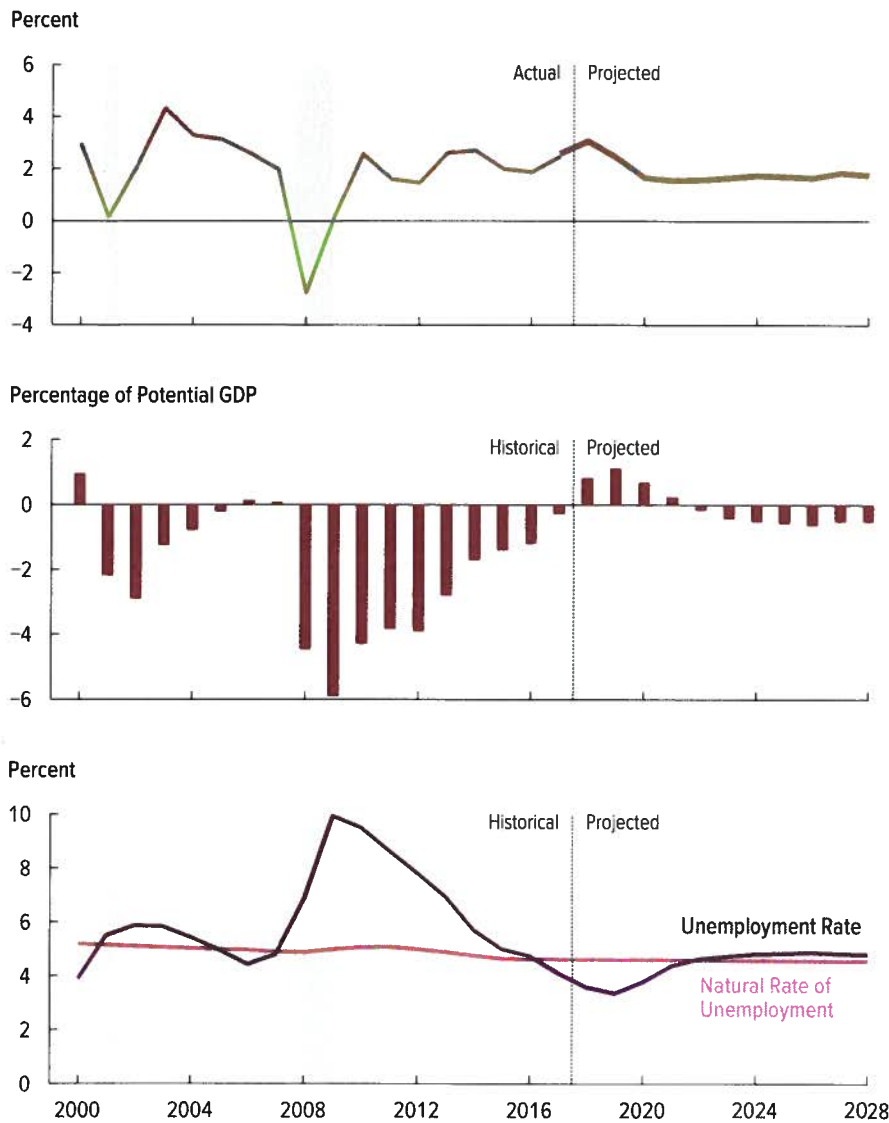 Percent
6
Actual
Projected
4
2
0
−2
−4
Percentage of Potential GDP
2
Historical
Projected
0
−2
−4
−6
Percent
10
Historical
Projected
8
6
Unemployment Rate
4
Natural Rate of
Unemployment
2
0
2000 2004 2008 2012 2016 2020 2024 2028